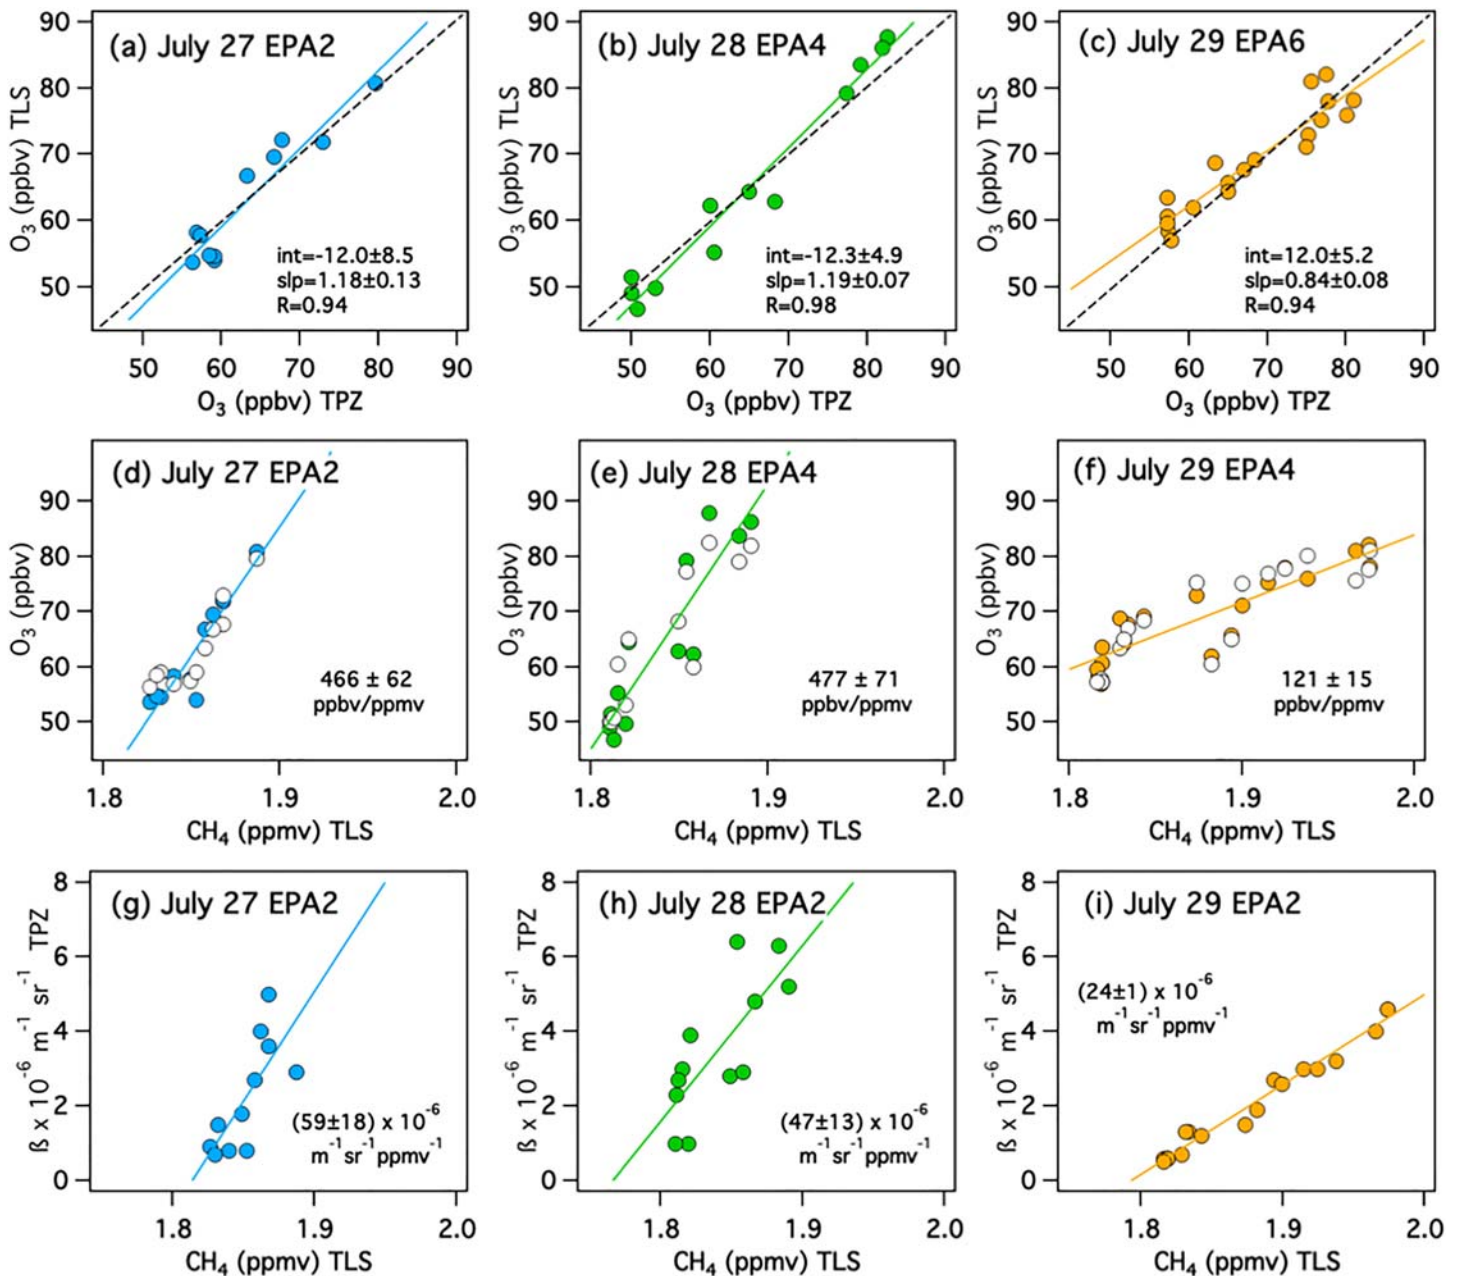 (a) July 27 EPA2
O₃ (ppbv) TLS
90
80
70
60
50
int=-12.0±8.5
slp=1.18±0.13
R=0.94
50 60 70 80 90
O₃ (ppbv) TPZ
(b) July 28 EPA4
O₃ (ppbv) TLS
90
80
70
60
50
int=-12.3±4.9
slp=1.19±0.07
R=0.98
50 60 70 80 90
O₃ (ppbv) TPZ
(c) July 29 EPA6
O₃ (ppbv) TLS
90
80
70
60
50
int=12.0±5.2
slp=0.84±0.08
R=0.94
50 60 70 80 90
O₃ (ppbv) TPZ
(d) July 27 EPA2
O₃ (ppbv)
90
80
70
60
50
466 ± 62
ppbv/ppmv
1.8 1.9 2.0
CH₄ (ppmv) TLS
(e) July 28 EPA4
O₃ (ppbv)
90
80
70
60
50
477 ± 71
ppbv/ppmv
1.8 1.9 2.0
CH₄ (ppmv) TLS
(f) July 29 EPA4
O₃ (ppbv)
90
80
70
60
50
121 ± 15
ppbv/ppmv
1.8 1.9 2.0
CH₄ (ppmv) TLS
(g) July 27 EPA2
ß x 10⁻⁶ m⁻¹ sr⁻¹ TPZ
8
6
4
2
0
(59±18) x 10⁻⁶
m⁻¹sr⁻¹ppmv⁻¹
1.8 1.9 2.0
CH₄ (ppmv) TLS
(h) July 28 EPA2
ß x 10⁻⁶ m⁻¹ sr⁻¹ TPZ
8
6
4
2
0
(47±13) x 10⁻⁶
m⁻¹sr⁻¹ppmv⁻¹
1.8 1.9 2.0
CH₄ (ppmv) TLS
(i) July 29 EPA2
ß x 10⁻⁶ m⁻¹ sr⁻¹ TPZ
8
6
4
2
0
(24±1) x 10⁻⁶
m⁻¹sr⁻¹ppmv⁻¹
1.8 1.9 2.0
CH₄ (ppmv) TLS